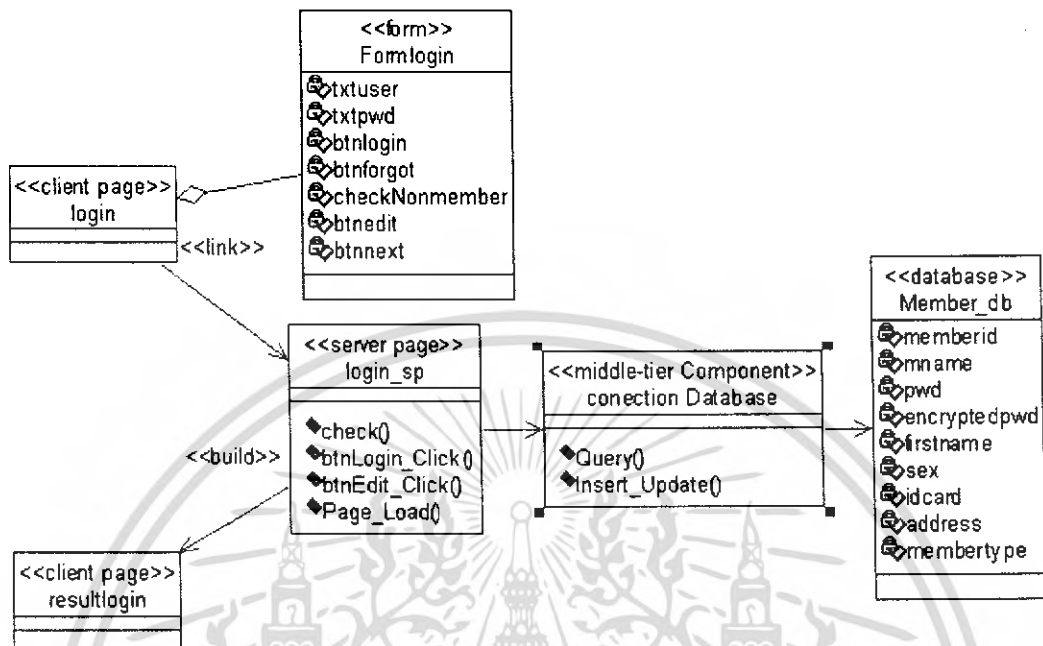 <<form>>
Formlogin
txtuser
txtpwd
btnlogin
btnforgot
checkNonmember
btnedit
btnnext
<<client page>>
login
<<link>>
<<server page>>
login_sp
check()
btnLogin_Click()
btnEdit_Click()
Page_Load()
<<middle-tier Component>>
conection Database
Query()
Insert_Update()
<<database>>
Member_db
memberid
mname
pwd
encryptedpwd
firstname
sex
idcard
address
membertype
<<build>>
<<client page>>
resultlogin